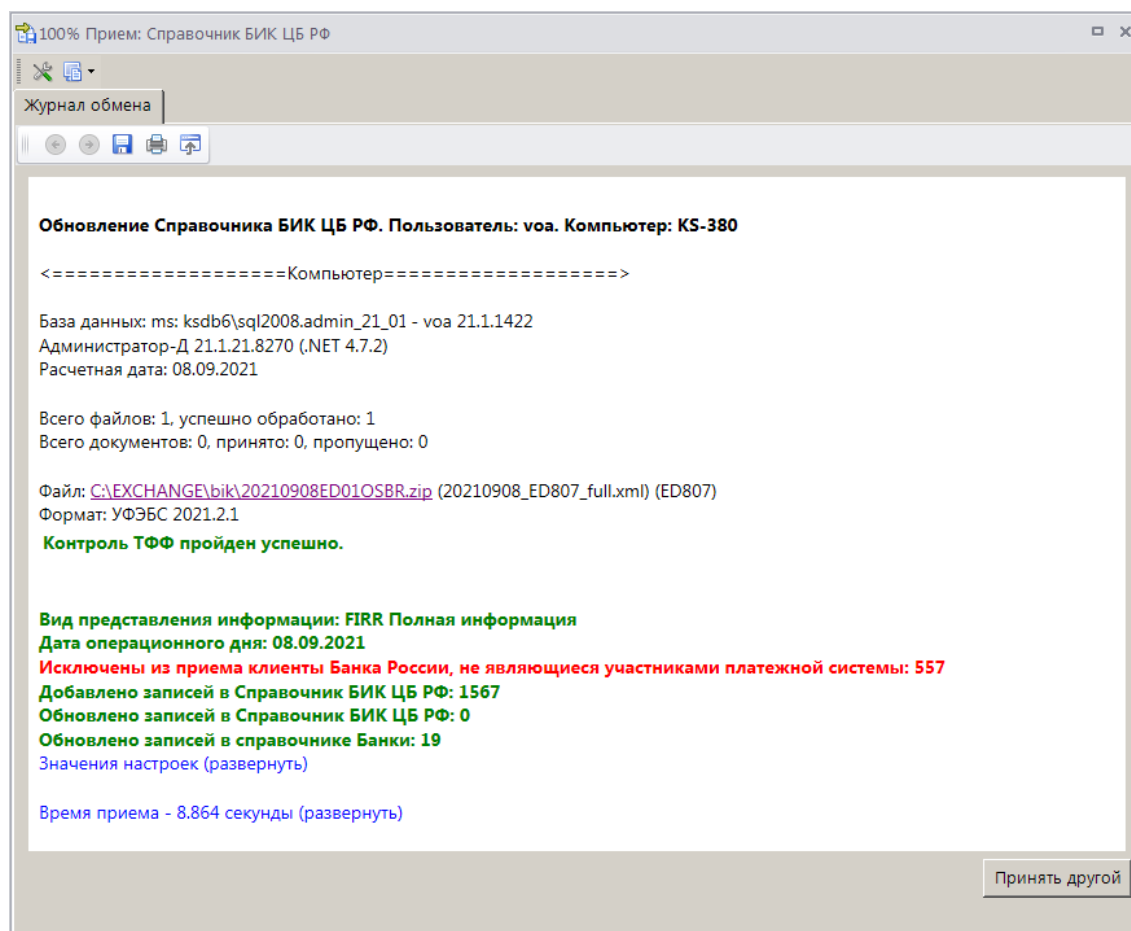 100% Прием: Справочник БИК ЦБ РФ
Журнал обмена
Обновление Справочника БИК ЦБ РФ. Пользователь: voa. Компьютер: KS-380
<===================Компьютер===================>
База данных: ms: ksdb6\sql2008.admin_21_01 - voa 21.1.1422
Администратор-Д 21.1.21.8270 (.NET 4.7.2)
Расчетная дата: 08.09.2021
Всего файлов: 1, успешно обработано: 1
Всего документов: 0, принято: 0, пропущено: 0
Файл: C:\EXCHANGE\bik\20210908ED01OSBR.zip (20210908_ED807_full.xml) (ED807)
Формат: УФЭБС 2021.2.1
Контроль ТФФ пройден успешно.
Вид представления информации: FIRR Полная информация
Дата операционного дня: 08.09.2021
Исключены из приема клиенты Банка России, не являющиеся участниками платежной системы: 557
Добавлено записей в Справочник БИК ЦБ РФ: 1567
Обновлено записей в Справочник БИК ЦБ РФ: 0
Обновлено записей в справочнике Банки: 19
Значения настроек (развернуть)
Время приема - 8.864 секунды (развернуть)
Принять другой